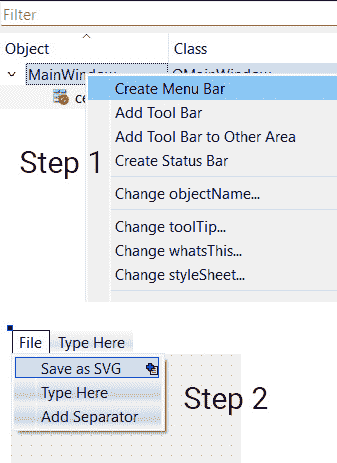 Filter
Object Class
MainWindow QMainWindow
ce
Create Menu Bar
Add Tool Bar
Add Tool Bar to Other Area
Create Status Bar
Step 1
Change objectName...
Change toolTip...
Change whatsThis...
Change styleSheet...
File Type Here
Save as SVG
Type Here
Add Separator
Step 2